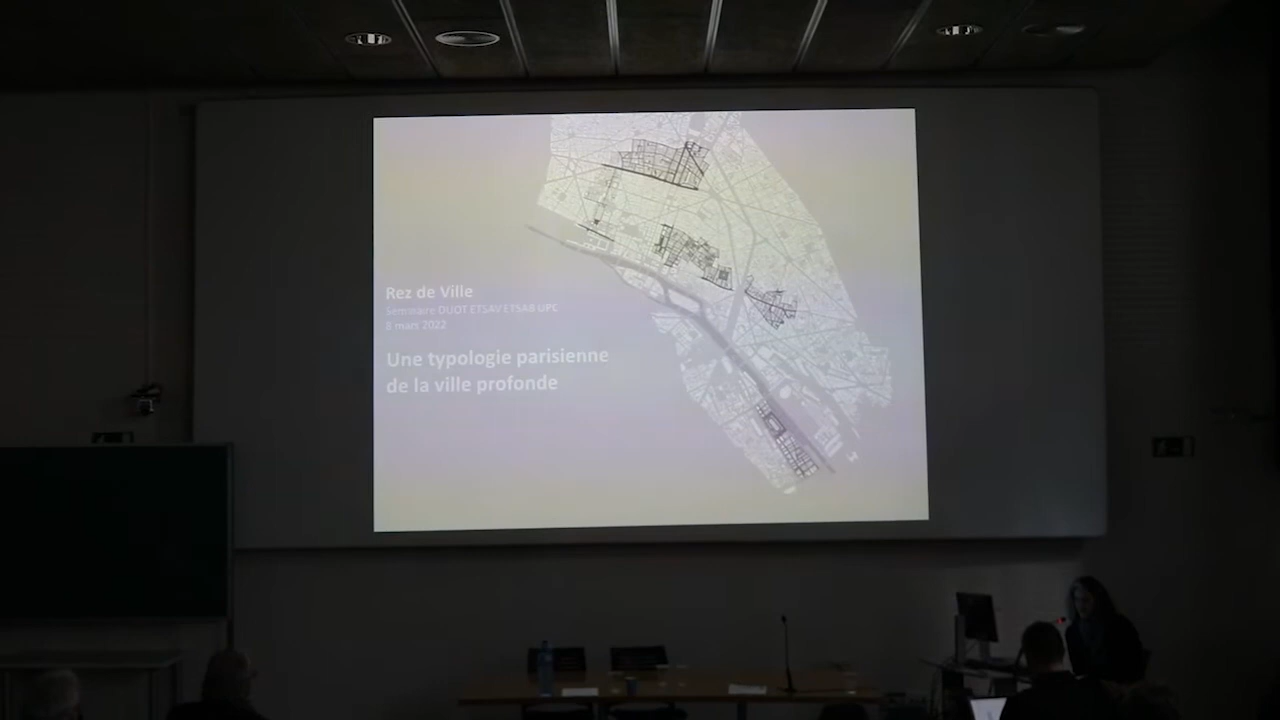 Rez de Ville
Séminaire DUOT ETSAV ETSAB UPC
8 mars 2022
Une typologie parisienne
de la ville profonde